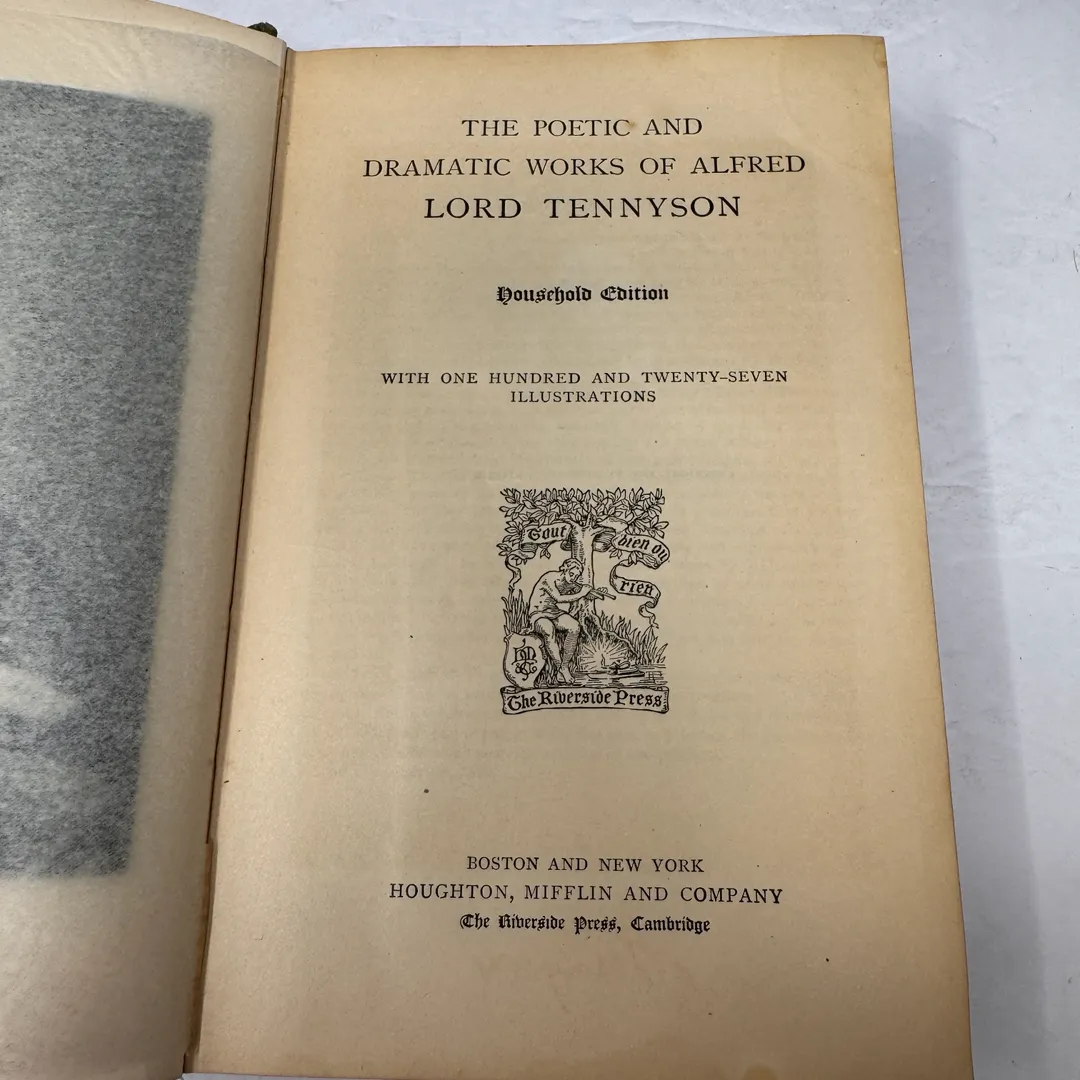 THE POETIC AND
DRAMATIC WORKS OF ALFRED
LORD TENNYSON
Household Edition
WITH ONE HUNDRED AND TWENTY-SEVEN
ILLUSTRATIONS
Tout bien ou
rien
The Riverside Press
BOSTON AND NEW YORK
HOUGHTON, MIFFLIN AND COMPANY
The Riverside Press, Cambridge